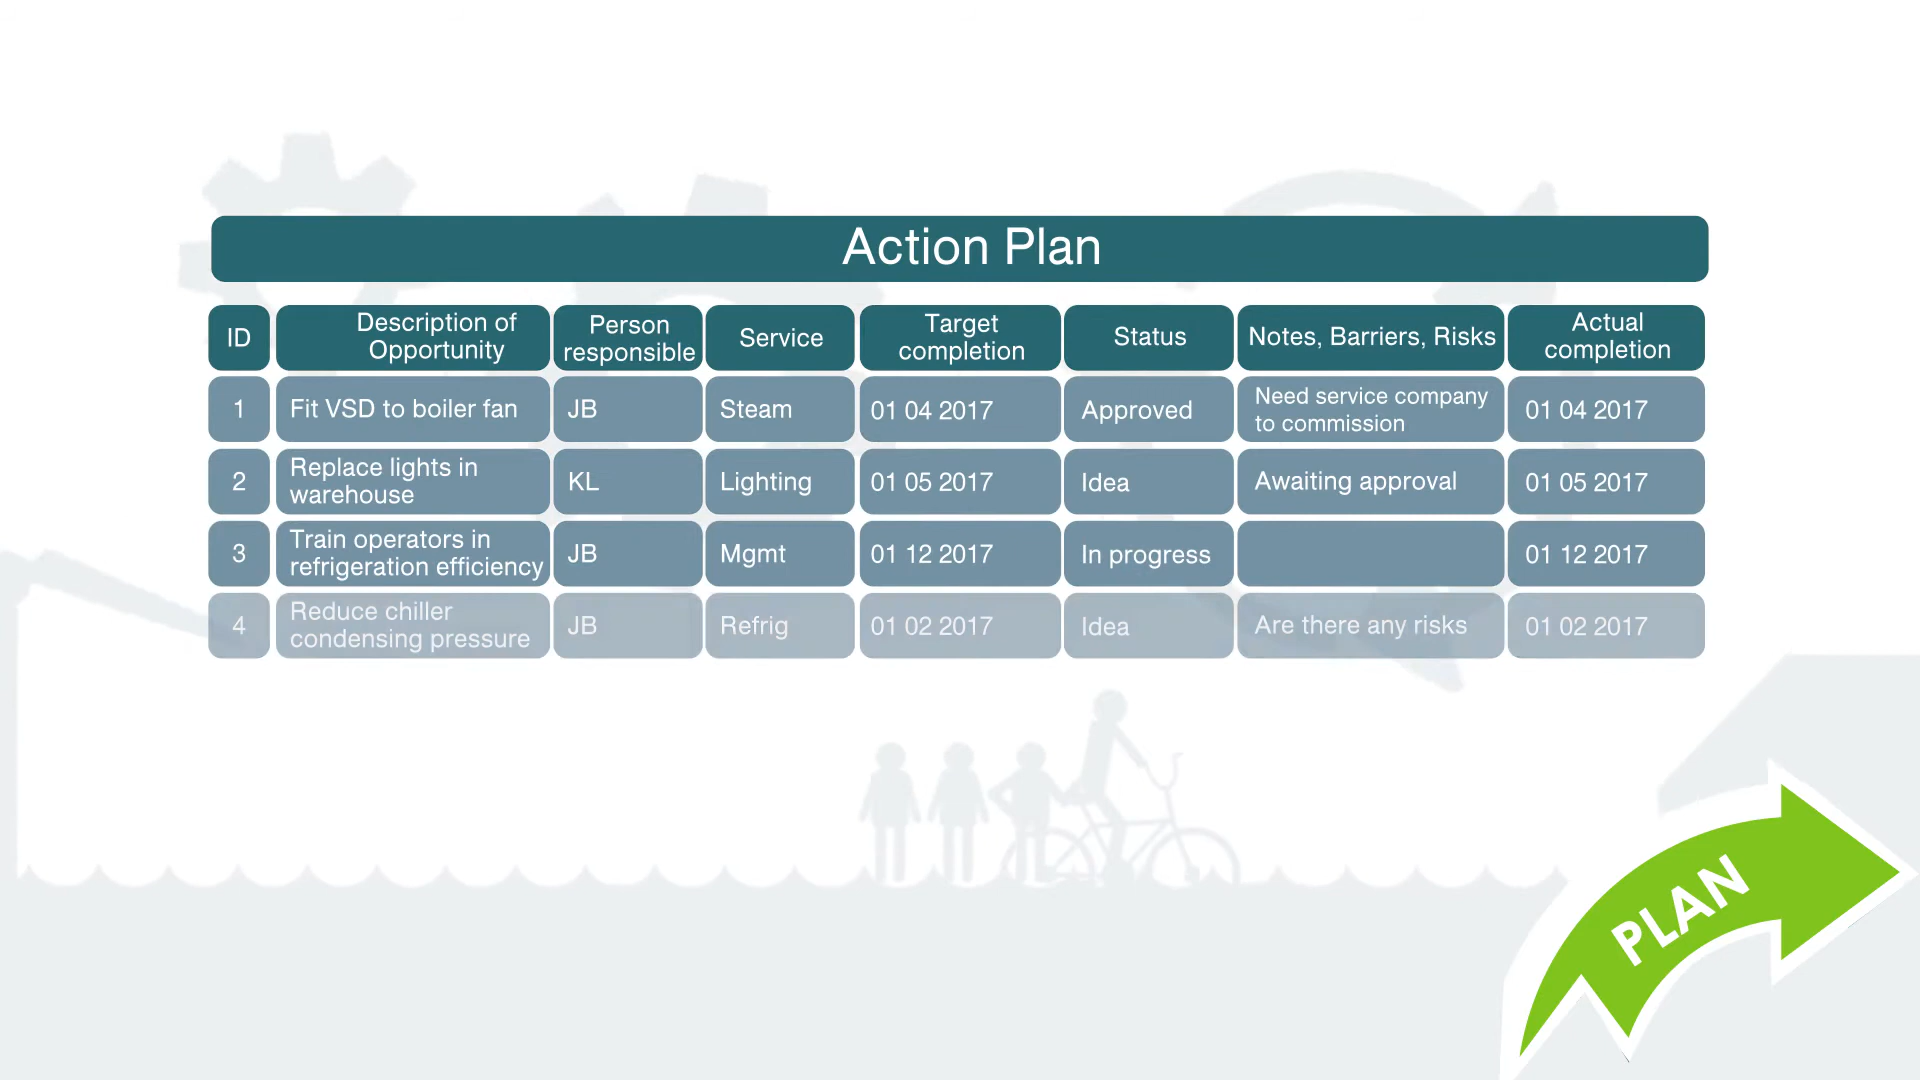 Action Plan
ID
Description of
Opportunity
Person
responsible
Service
Target
completion
Status
Notes, Barriers, Risks
Actual
completion
1
Fit VSD to boiler fan
JB
Steam
01 04 2017
Approved
Need service company
to commission
01 04 2017
2
Replace lights in
warehouse
KL
Lighting
01 05 2017
Idea
Awaiting approval
01 05 2017
3
Train operators in
refrigeration efficiency
JB
Mgmt
01 12 2017
In progress
01 12 2017
4
Reduce chiller
condensing pressure
JB
Refrig
01 02 2017
Idea
Are there any risks
01 02 2017
PLAN